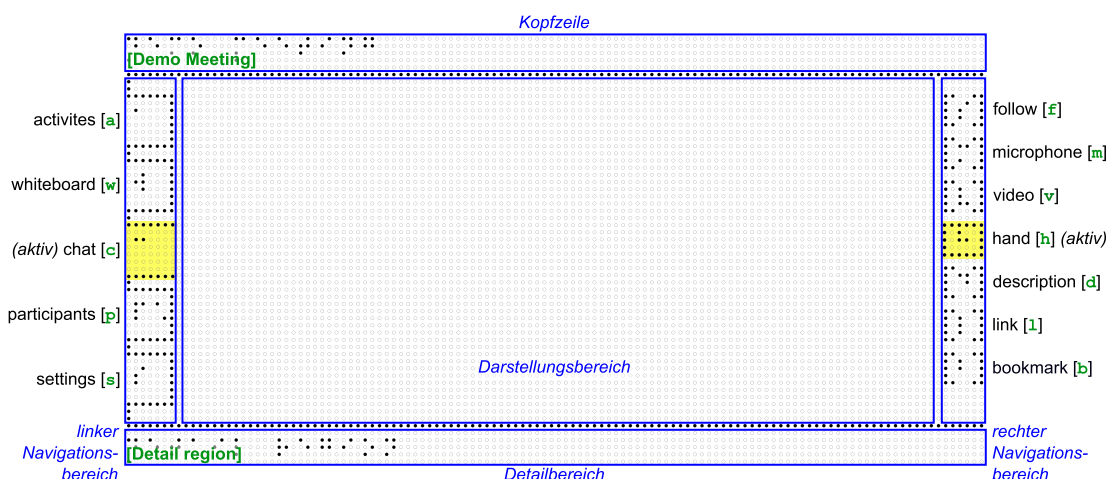 Kopfzeile
[Demo Meeting]
activites [a]
whiteboard [w]
(aktiv) chat [c]
participants [p]
settings [s]
linker
Navigations-
bereich
Darstellungsbereich
follow [f]
microphone [m]
video [v]
hand [h] (aktiv)
description [d]
link [l]
bookmark [b]
rechter
Navigations-
bereich
[Detail region]
Detailbereich